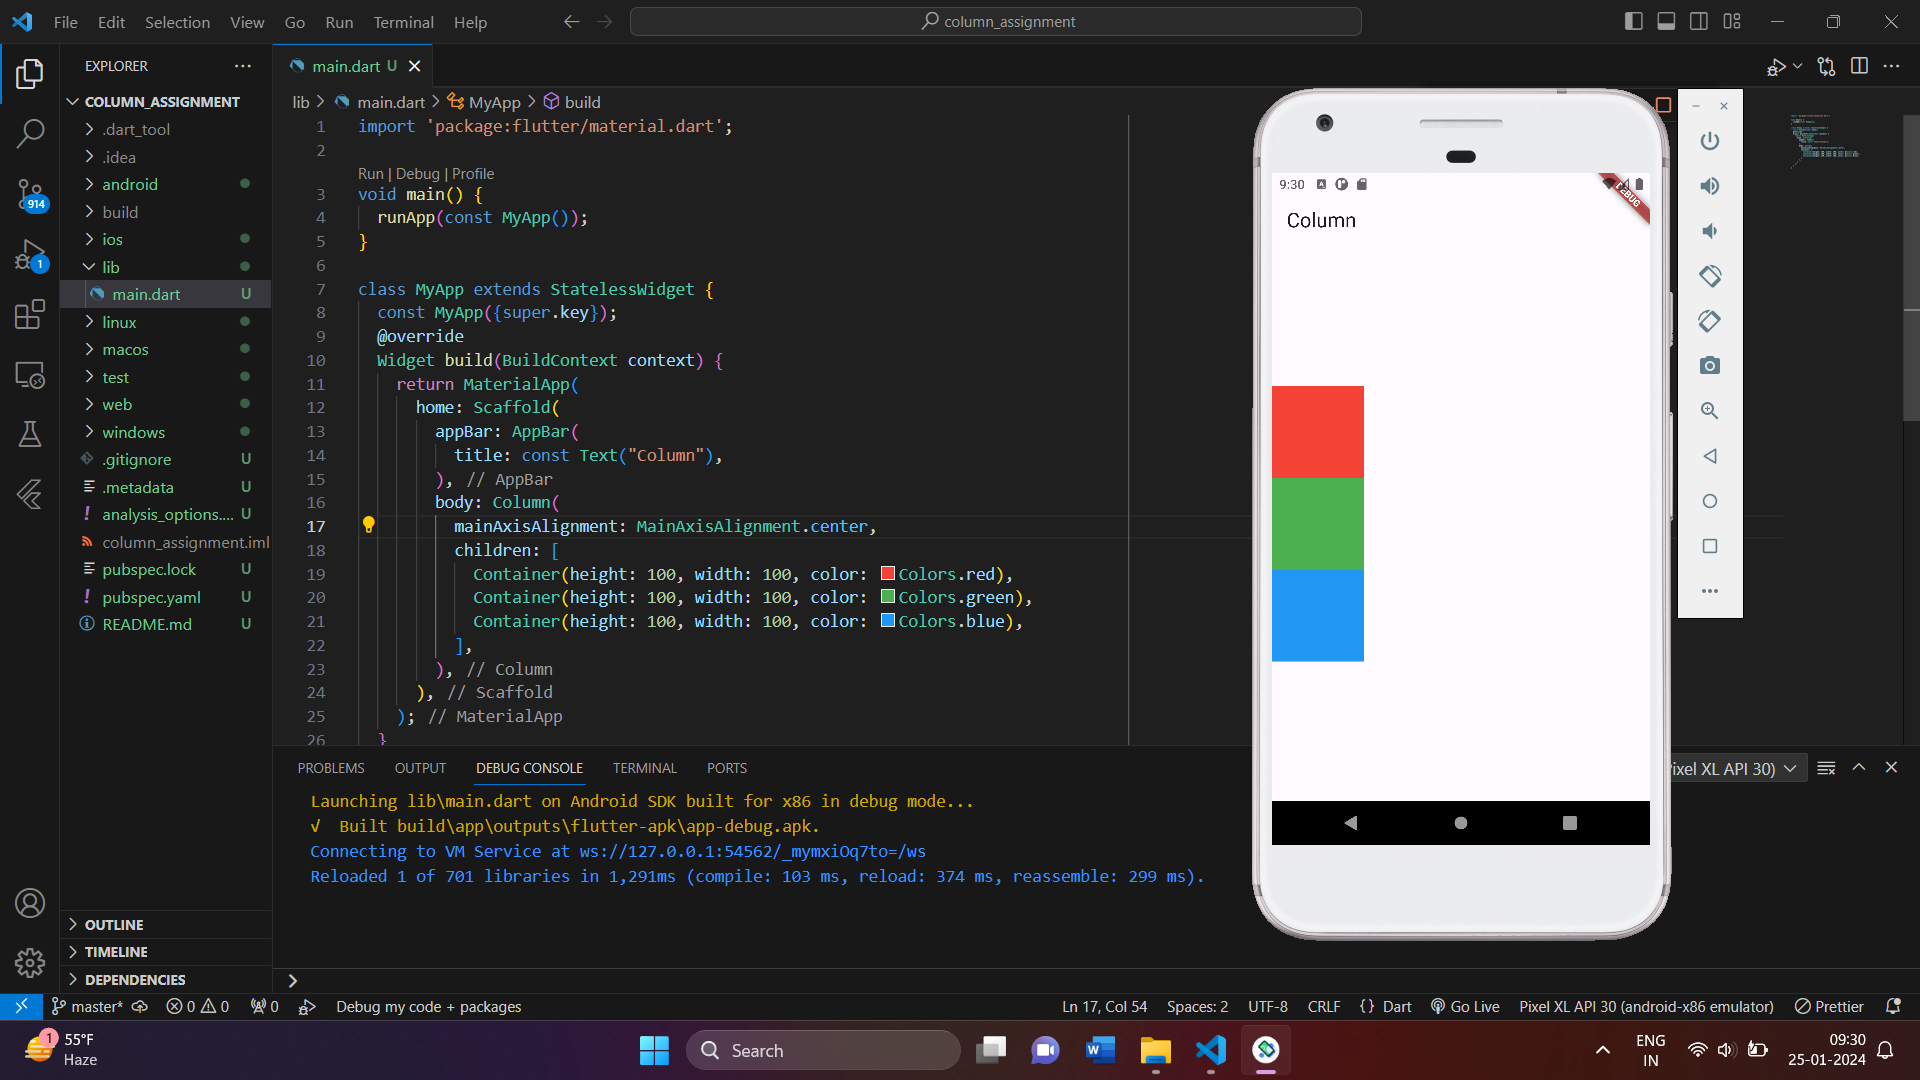 File Edit Selection View Go Run Terminal Help
column_assignment
EXPLORER
main.dart U
COLUMN_ASSIGNMENT
.dart_tool
.idea
android
build
ios
lib
main.dart U
linux
macos
test
web
windows
.gitignore U
.metadata U
analysis_options.... U
column_assignment.iml
pubspec.lock U
pubspec.yaml U
README.md U
OUTLINE
TIMELINE
DEPENDENCIES
914
1
lib > main.dart > MyApp > build
1 import 'package:flutter/material.dart';
2
Run | Debug | Profile
3 void main() {
4 runApp(const MyApp());
5 }
6
7 class MyApp extends StatelessWidget {
8 const MyApp({super.key});
9 @override
10 Widget build(BuildContext context) {
11 return MaterialApp(
12 home: Scaffold(
13 appBar: AppBar(
14 title: const Text("Column"),
15 ), // AppBar
16 body: Column(
17 mainAxisAlignment: MainAxisAlignment.center,
18 children: [
19 Container(height: 100, width: 100, color: Colors.red),
20 Container(height: 100, width: 100, color: Colors.green),
21 Container(height: 100, width: 100, color: Colors.blue),
22 ],
23 ), // Column
24 ), // Scaffold
25 ); // MaterialApp
26 }
9:30
DEBUG
Column
PROBLEMS OUTPUT DEBUG CONSOLE TERMINAL PORTS
ixel XL API 30)
Launching lib\main.dart on Android SDK built for x86 in debug mode...
√ Built build\app\outputs\flutter-apk\app-debug.apk.
Connecting to VM Service at ws://127.0.0.1:54562/_mymxiOq7to=/ws
Reloaded 1 of 701 libraries in 1,291ms (compile: 103 ms, reload: 374 ms, reassemble: 299 ms).
master* 0 0 0 Debug my code + packages
Ln 17, Col 54 Spaces: 2 UTF-8 CRLF {} Dart Go Live Pixel XL API 30 (android-x86 emulator) Prettier
1
55°F
Haze
Search
ENG
IN
09:30
25-01-2024